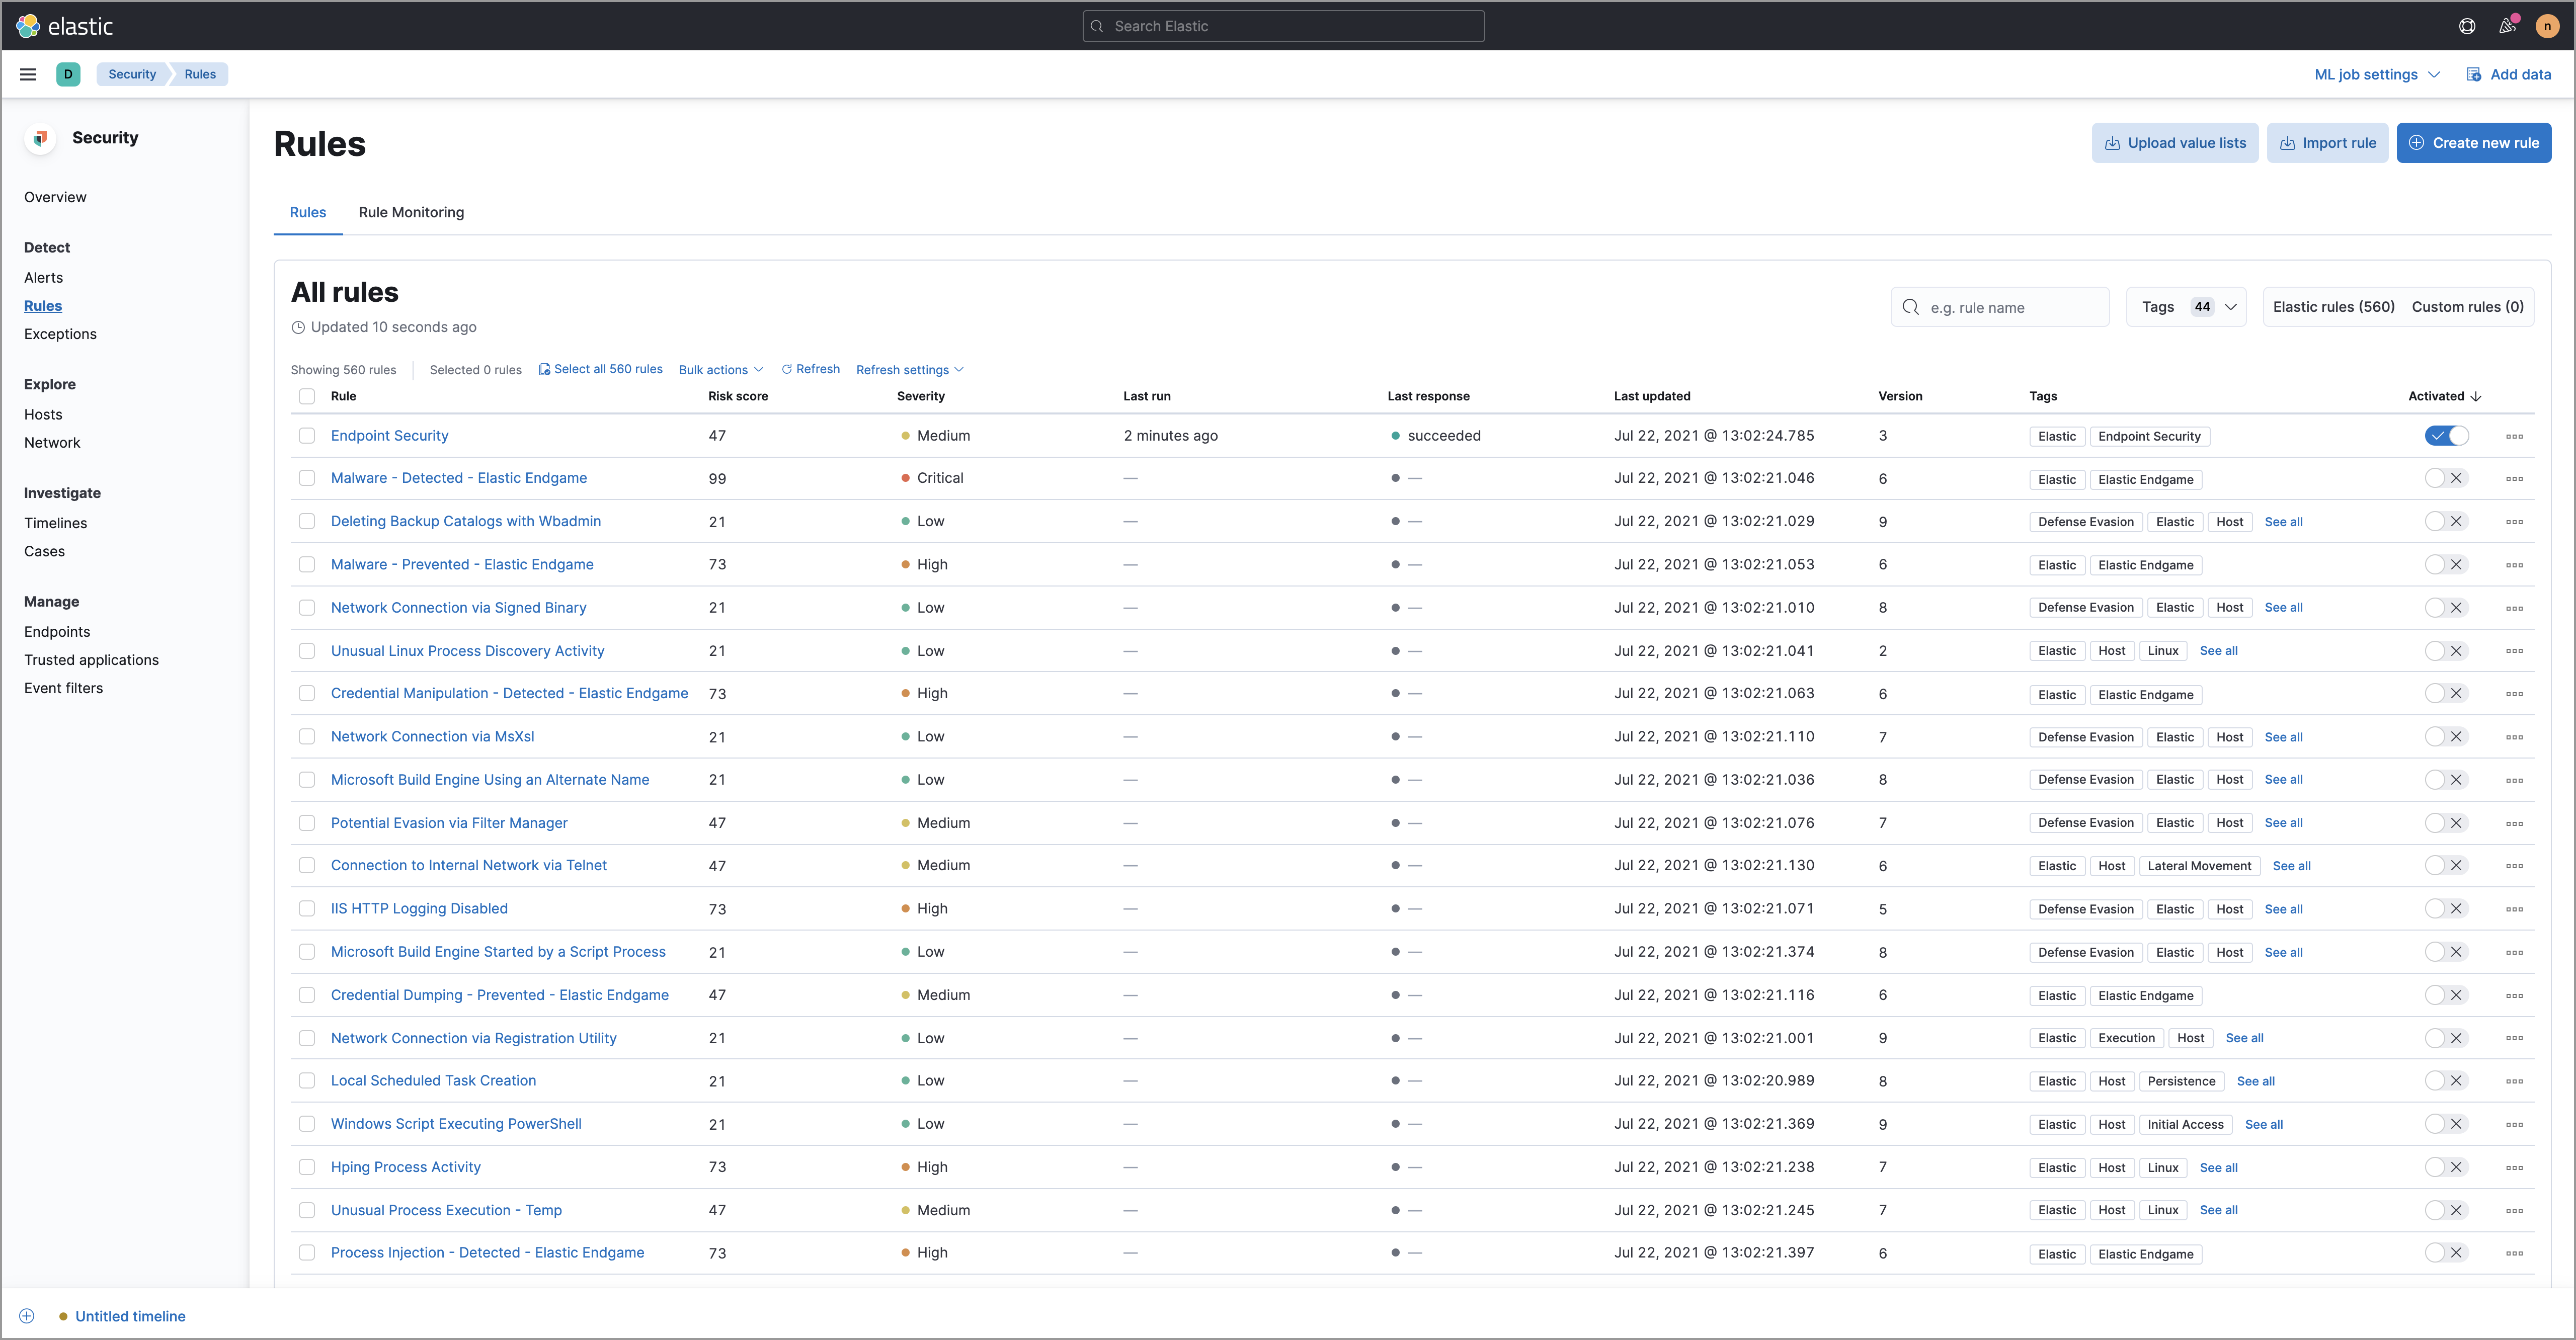 elastic
Search Elastic
n
D Security Rules ML job settings Add data
Security
Overview
Detect
Alerts
Rules
Exceptions
Explore
Hosts
Network
Investigate
Timelines
Cases
Manage
Endpoints
Trusted applications
Event filters
Rules
Upload value lists Import rule Create new rule
Rules Rule Monitoring
All rules
Updated 10 seconds ago
e.g. rule name Tags 44 Elastic rules (560) Custom rules (0)
Showing 560 rules Selected 0 rules Select all 560 rules Bulk actions Refresh Refresh settings
Rule Risk score Severity Last run Last response Last updated Version Tags Activated
Endpoint Security 47 Medium 2 minutes ago succeeded Jul 22, 2021 @ 13:02:24.785 3 Elastic Endpoint Security
Malware - Detected - Elastic Endgame 99 Critical — — Jul 22, 2021 @ 13:02:21.046 6 Elastic Elastic Endgame
Deleting Backup Catalogs with Wbadmin 21 Low — — Jul 22, 2021 @ 13:02:21.029 9 Defense Evasion Elastic Host See all
Malware - Prevented - Elastic Endgame 73 High — — Jul 22, 2021 @ 13:02:21.053 6 Elastic Elastic Endgame
Network Connection via Signed Binary 21 Low — — Jul 22, 2021 @ 13:02:21.010 8 Defense Evasion Elastic Host See all
Unusual Linux Process Discovery Activity 21 Low — — Jul 22, 2021 @ 13:02:21.041 2 Elastic Host Linux See all
Credential Manipulation - Detected - Elastic Endgame 73 High — — Jul 22, 2021 @ 13:02:21.063 6 Elastic Elastic Endgame
Network Connection via MsXsl 21 Low — — Jul 22, 2021 @ 13:02:21.110 7 Defense Evasion Elastic Host See all
Microsoft Build Engine Using an Alternate Name 21 Low — — Jul 22, 2021 @ 13:02:21.036 8 Defense Evasion Elastic Host See all
Potential Evasion via Filter Manager 47 Medium — — Jul 22, 2021 @ 13:02:21.076 7 Defense Evasion Elastic Host See all
Connection to Internal Network via Telnet 47 Medium — — Jul 22, 2021 @ 13:02:21.130 6 Elastic Host Lateral Movement See all
IIS HTTP Logging Disabled 73 High — — Jul 22, 2021 @ 13:02:21.071 5 Defense Evasion Elastic Host See all
Microsoft Build Engine Started by a Script Process 21 Low — — Jul 22, 2021 @ 13:02:21.374 8 Defense Evasion Elastic Host See all
Credential Dumping - Prevented - Elastic Endgame 47 Medium — — Jul 22, 2021 @ 13:02:21.116 6 Elastic Elastic Endgame
Network Connection via Registration Utility 21 Low — — Jul 22, 2021 @ 13:02:21.001 9 Elastic Execution Host See all
Local Scheduled Task Creation 21 Low — — Jul 22, 2021 @ 13:02:20.989 8 Elastic Host Persistence See all
Windows Script Executing PowerShell 21 Low — — Jul 22, 2021 @ 13:02:21.369 9 Elastic Host Initial Access See all
Hping Process Activity 73 High — — Jul 22, 2021 @ 13:02:21.238 7 Elastic Host Linux See all
Unusual Process Execution - Temp 47 Medium — — Jul 22, 2021 @ 13:02:21.245 7 Elastic Host Linux See all
Process Injection - Detected - Elastic Endgame 73 High — — Jul 22, 2021 @ 13:02:21.397 6 Elastic Elastic Endgame
Untitled timeline